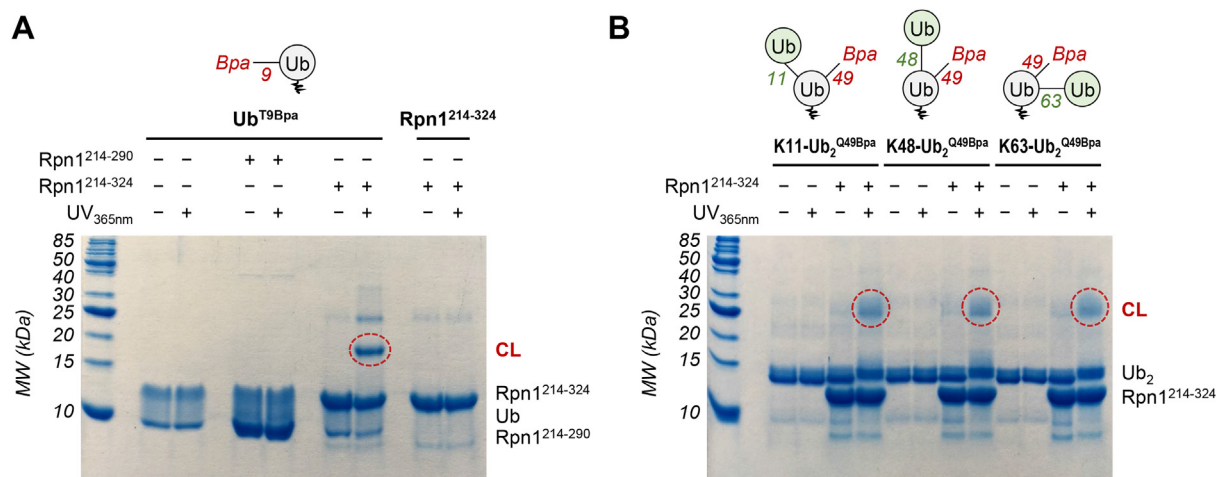 A
Bpa 9 Ub
Ub^T9Bpa Rpn1^214-324
Rpn1^214-290 – – + + – – – –
Rpn1^214-324 – – – – + + + +
UV365nm – + – + – + – +
85
50
40
30
25
20
15
10
MW (kDa)
CL
Rpn1^214-324
Ub
Rpn1^214-290
B
Ub 11 Ub Bpa 49
Ub 48 Ub Bpa 49
Ub 49 Bpa 63 Ub
K11-Ub2^Q49Bpa K48-Ub2^Q49Bpa K63-Ub2^Q49Bpa
Rpn1^214-324 – – + + – – + + – – + +
UV365nm – + – + – + – + – + – +
85
50
40
30
25
20
15
10
MW (kDa)
CL
Ub2
Rpn1^214-324